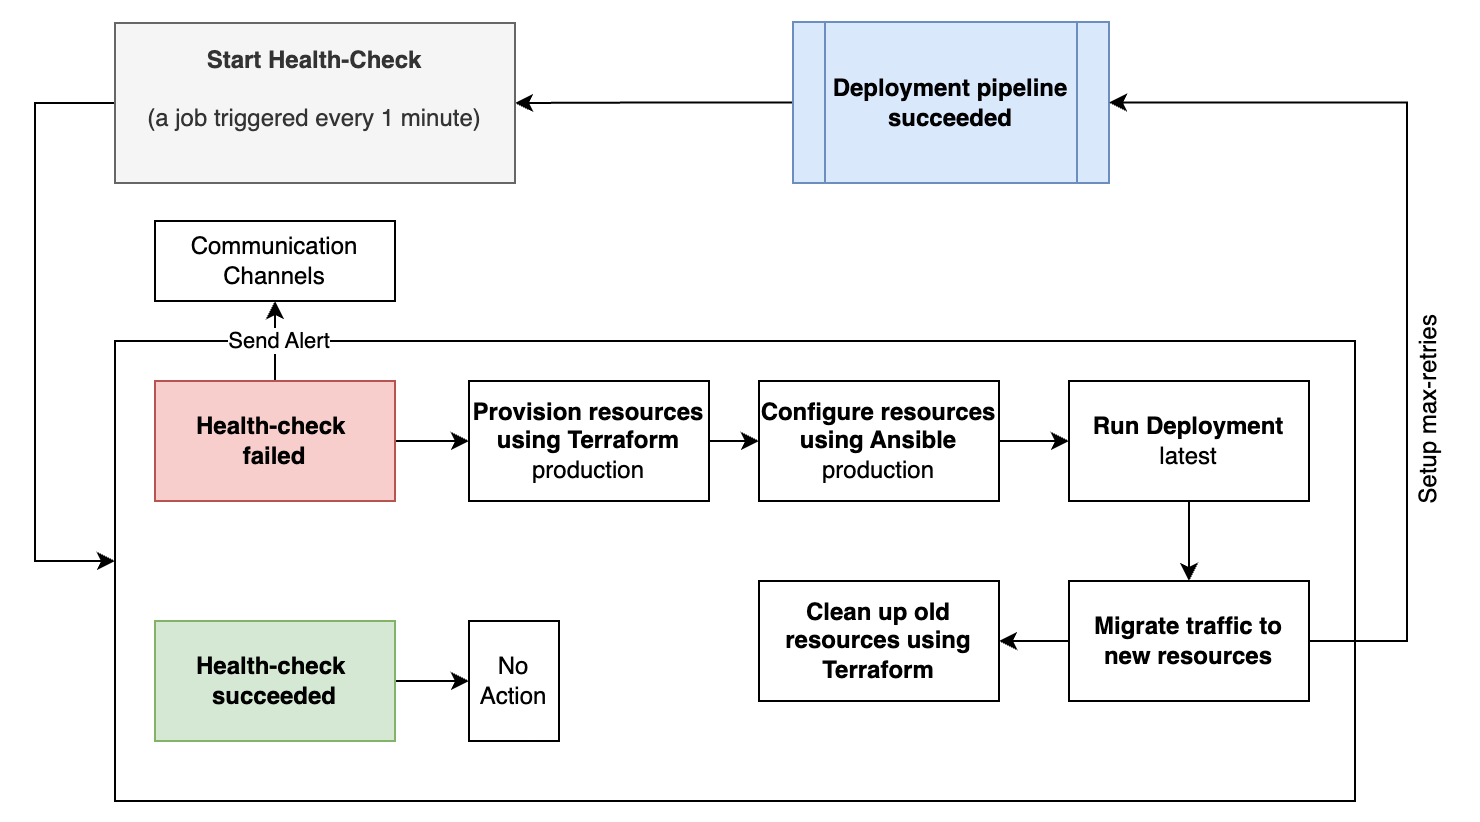 Start Health-Check
(a job triggered every 1 minute)
Deployment pipeline
succeeded
Communication
Channels
Send Alert
Health-check
failed
Provision resources
using Terraform
production
Configure resources
using Ansible
production
Run Deployment
latest
Setup max-retries
Health-check
succeeded
No
Action
Clean up old
resources using
Terraform
Migrate traffic to
new resources